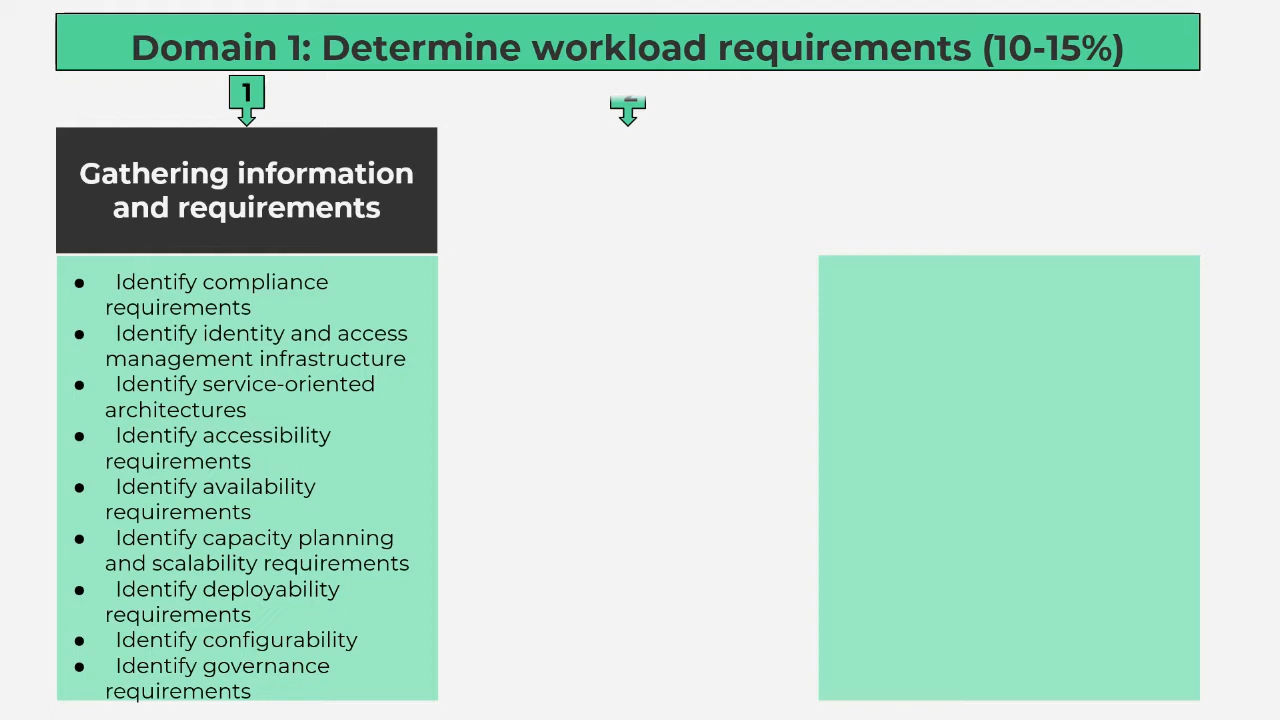 Domain 1: Determine workload requirements (10-15%)
1
Gathering information
and requirements
● Identify compliance
requirements
● Identify identity and access
management infrastructure
● Identify service-oriented
architectures
● Identify accessibility
requirements
● Identify availability
requirements
● Identify capacity planning
and scalability requirements
● Identify deployability
requirements
● Identify configurability
● Identify governance
requirements